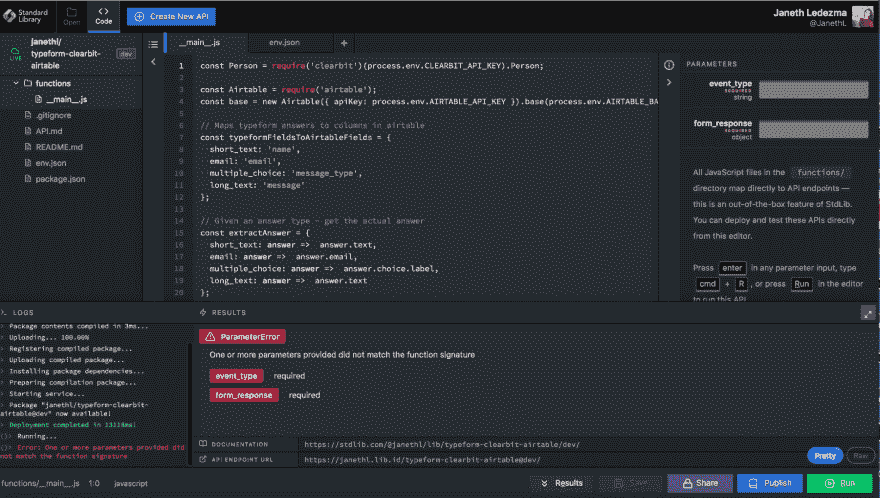 Standard
Library
Open
Code
Create New API
Janeth Ledezma
@JanethL
LIVE
janethl/
typeform-clearbit-
airtable
dev
functions
__main__.js
.gitignore
API.md
README.md
env.json
package.json
__main__.js
env.json
+
1 const Person = require('clearbit')(process.env.CLEARBIT_API_KEY).Person;
2
3 const Airtable = require('airtable');
4 const base = new Airtable({ apiKey: process.env.AIRTABLE_API_KEY }).base(process.env.AIRTABLE_BA
5
6 // Maps typeform answers to columns in airtable
7 const typeformFieldsToAirtableFields = {
8 short_text: 'name',
9 email: 'email',
10 multiple_choice: 'message_type',
11 long_text: 'message'
12 };
13
14 // Given an answer type - get the actual answer
15 const extractAnswer = {
16 short_text: answer => answer.text,
17 email: answer => answer.email,
18 multiple_choice: answer => answer.choice.label,
19 long_text: answer => answer.text
20 };
PARAMETERS
event_type
REQUIRED
string
form_response
REQUIRED
object
All JavaScript files in the functions/
directory map directly to API endpoints —
this is an out-of-the-box feature of StdLib.
You can deploy and test these APIs directly
from this editor.
Press enter in any parameter input, type
cmd + R, or press Run in the editor
to run this API
LOGS
> Package contents compiled in 3ms...
> Uploading... 100.00%
> Registering compiled package...
> Uploading compiled package...
> Installing package dependencies...
> Preparing compilation package...
> Starting service...
> Package "janethl/typeform-clearbit-
airtable@dev" now available!
> Deployment completed in 13118ms!
()> Running...
()> Error: One or more parameters provided did
not match the function signature
RESULTS
ParameterError
One or more parameters provided did not match the function signature
event_type required
form_response required
DOCUMENTATION https://stdlib.com/@janethl/lib/typeform-clearbit-airtable/dev/
API ENDPOINT URL https://janethl.lib.id/typeform-clearbit-airtable@dev/
Pretty
Raw
functions/__main__.js 1:0 javascript
Results
Save
Share
Publish
Run